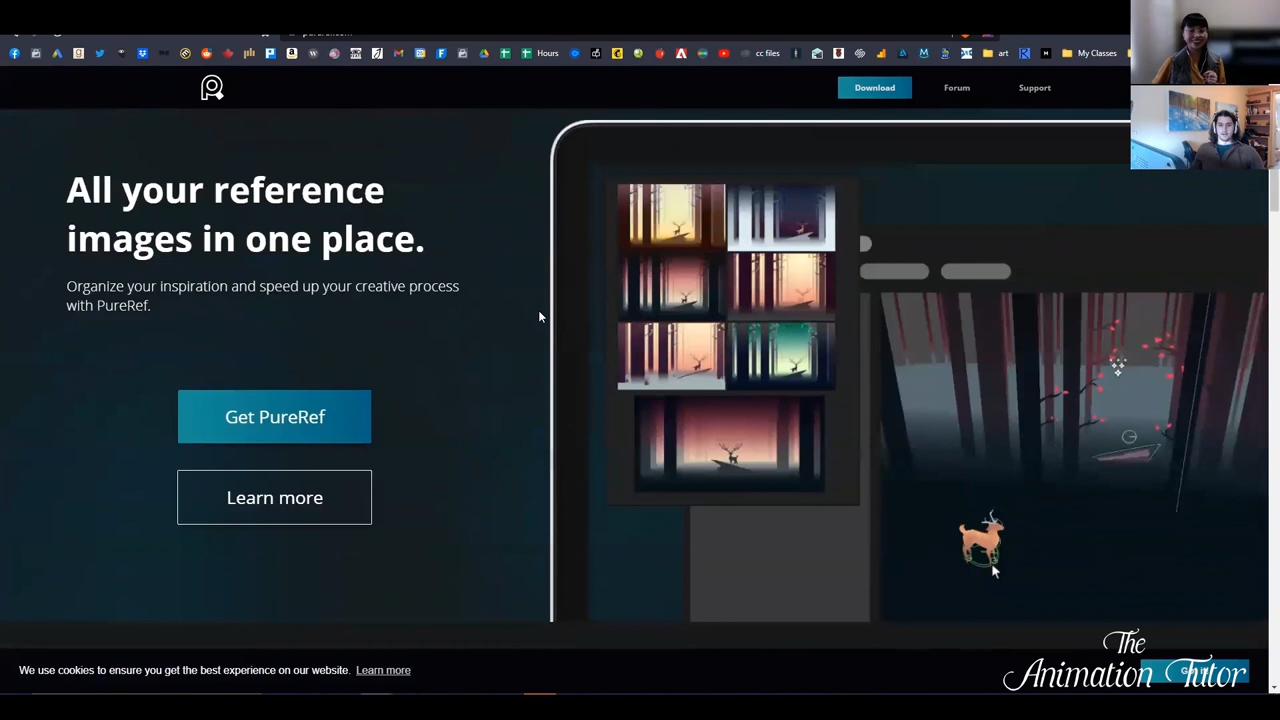 Hours
cc files
art
My Classes
Download
Forum
Support
All your reference
images in one place.
Organize your inspiration and speed up your creative process
with PureRef.
Get PureRef
Learn more
We use cookies to ensure you get the best experience on our website. Learn more
The
Animation Tutor